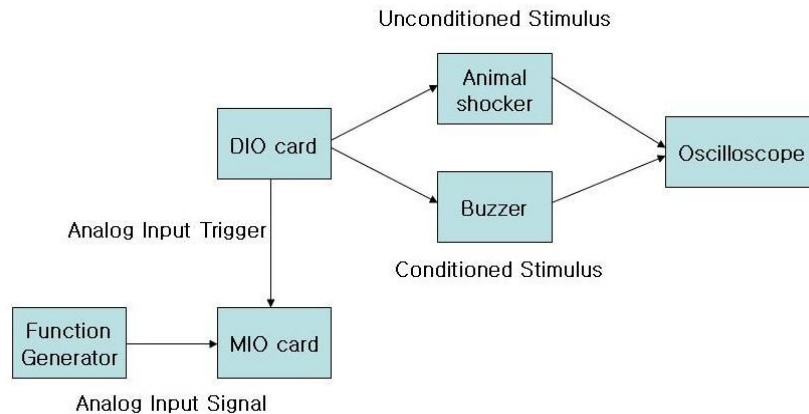 Unconditioned Stimulus
Animal
shocker
DIO card
Oscilloscope
Buzzer
Analog Input Trigger
Conditioned Stimulus
Function
Generator
MIO card
Analog Input Signal